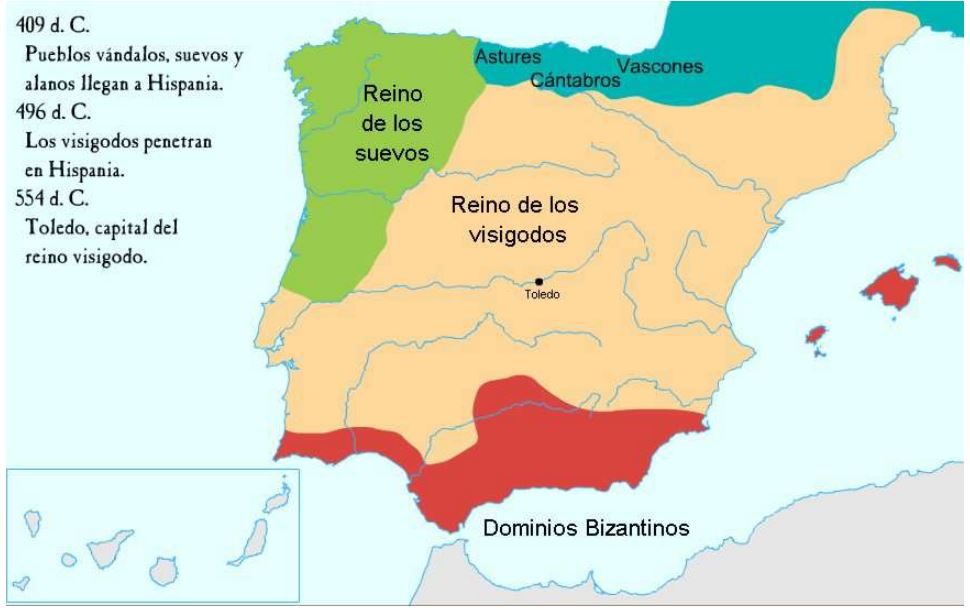 409 d. C.
Pueblos vándalos, suevos y
alanos llegan a Hispania.
496 d. C.
Los visigodos penetran
en Hispania.
554 d. C.
Toledo, capital del
reino visigodo.
Astures
Cántabros
Vascones
Reino
de los
suevos
Reino de los
visigodos
Toledo
Dominios Bizantinos